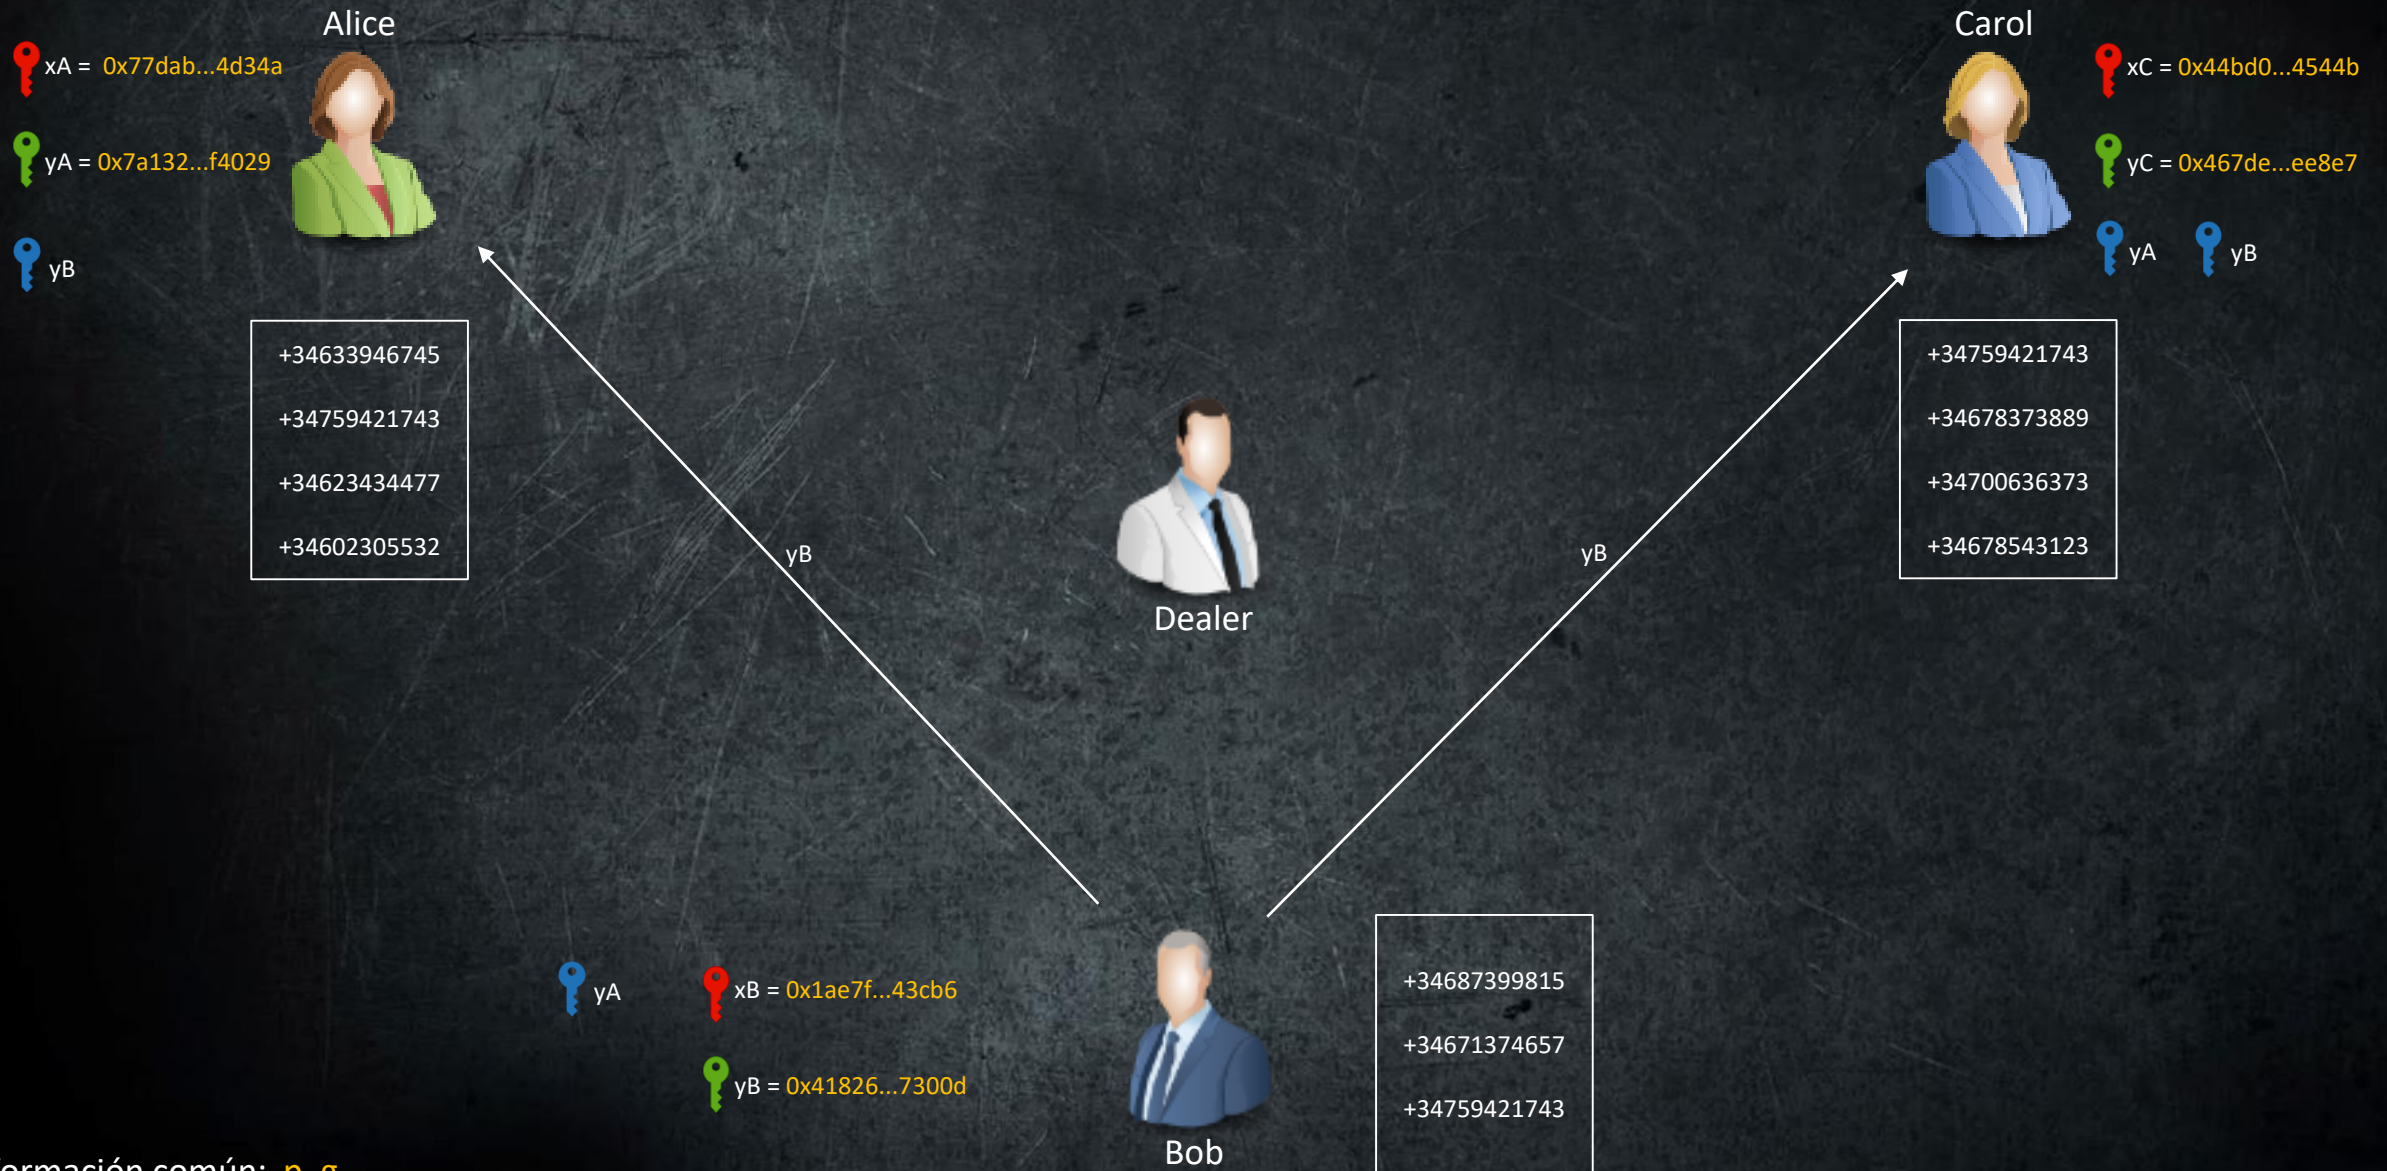 Alice
xA = 0x77dab...4d34a
yA = 0x7a132...f4029
yB
+34633946745
+34759421743
+34623434477
+34602305532
Carol
xC = 0x44bd0...4544b
yC = 0x467de...ee8e7
yA yB
+34759421743
+34678373889
+34700636373
+34678543123
yB
yB
Dealer
yA
xB = 0x1ae7f...43cb6
yB = 0x41826...7300d
Bob
+34687399815
+34671374657
+34759421743
común: p, g